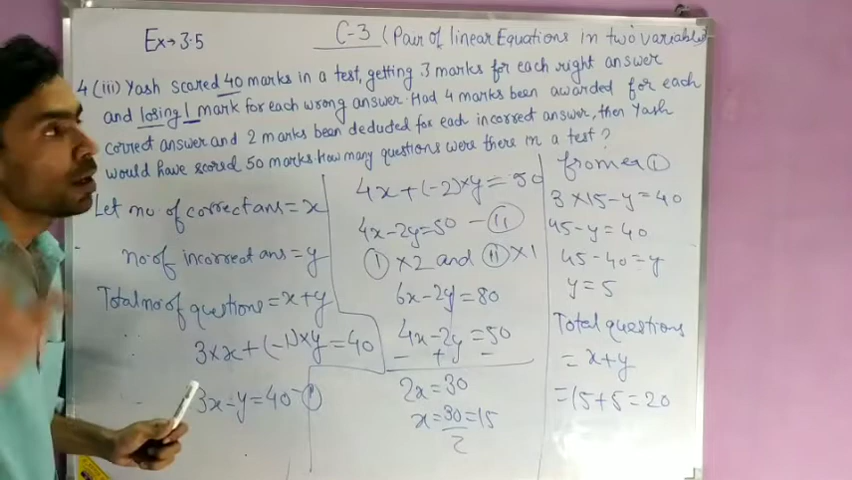 Ex→3.5
C-3 (Pair of linear Equations in two variables)
4 (iii) Yash scored 40 marks in a test, getting 3 marks for each right answer
and losing 1 mark for each wrong answer. Had 4 marks been awarded for each
correct answer and 2 marks been deducted for each incorrect answer, then Yash
would have scored 50 marks. How many questions were there in a test?
Let no. of correct ans = x
no. of incorrect ans = y
Total no. of questions = x+y
3×x+(-1)×y=40
3x-y=40-(I)
4x+(-2)×y=50
4x-2y=50-(II)
(I)×2 and (II)×1
6x-2y=80
4x-2y=50
- + -
2x=30
x=30/2=15
from eq (I)
3×15-y=40
45-y=40
45-40=y
y=5
Total questions
=x+y
=15+5=20